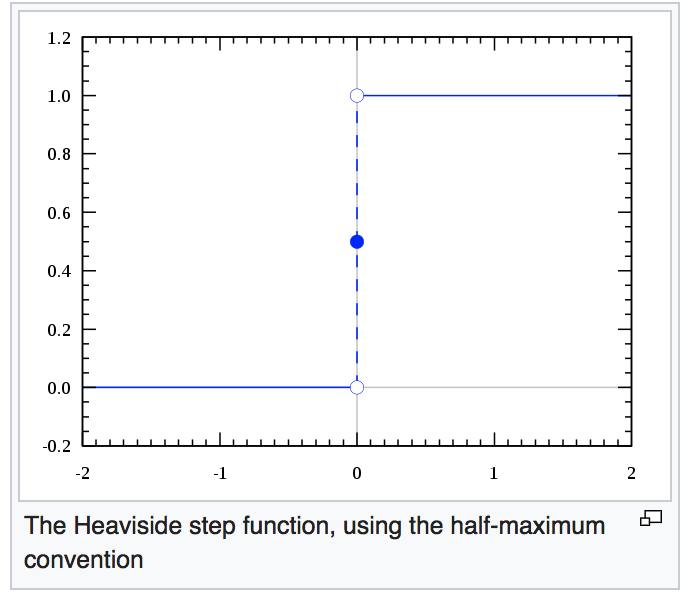 1.2
1.0
0.8
0.6
0.4
0.2
0.0
-0.2
-2 -1 0 1 2
The Heaviside step function, using the half-maximum
convention